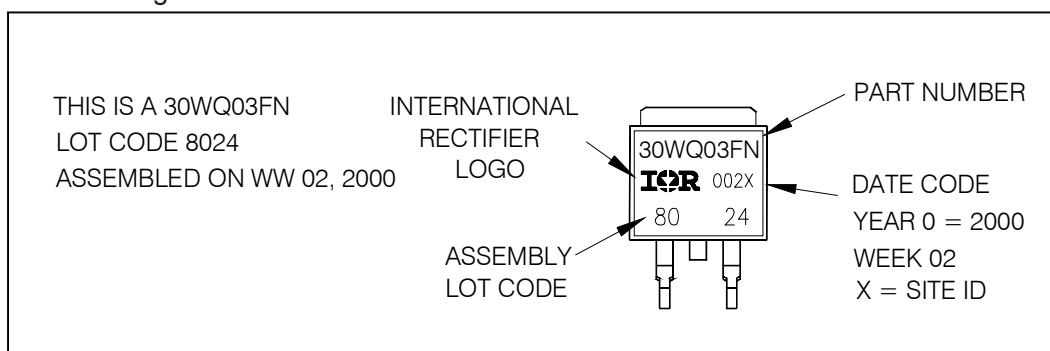 THIS IS A 30WQ03FN
LOT CODE 8024
ASSEMBLED ON WW 02, 2000
INTERNATIONAL
RECTIFIER
LOGO
ASSEMBLY
LOT CODE
30WQ03FN
IOR 002X
80 24
PART NUMBER
DATE CODE
YEAR 0 = 2000
WEEK 02
X = SITE ID